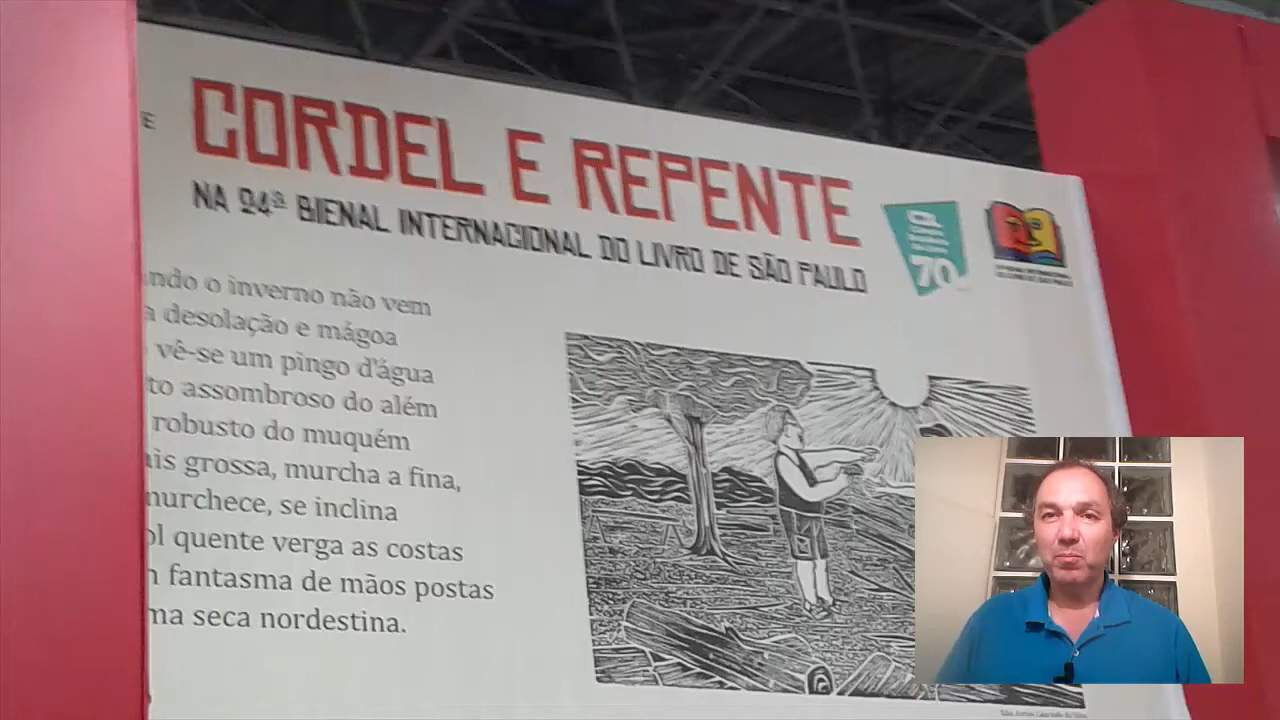 E
CORDEL E REPENTE
NA 24ª BIENAL INTERNACIONAL DO LIVRO DE SÃO PAULO
70
ndo o inverno não vem
a desolação e mágoa
vê-se um pingo d'água
to assombroso do além
robusto do muquém
is grossa, murcha a fina,
murchece, se inclina
ol quente verga as costas
fantasma de mãos postas
ma seca nordestina.